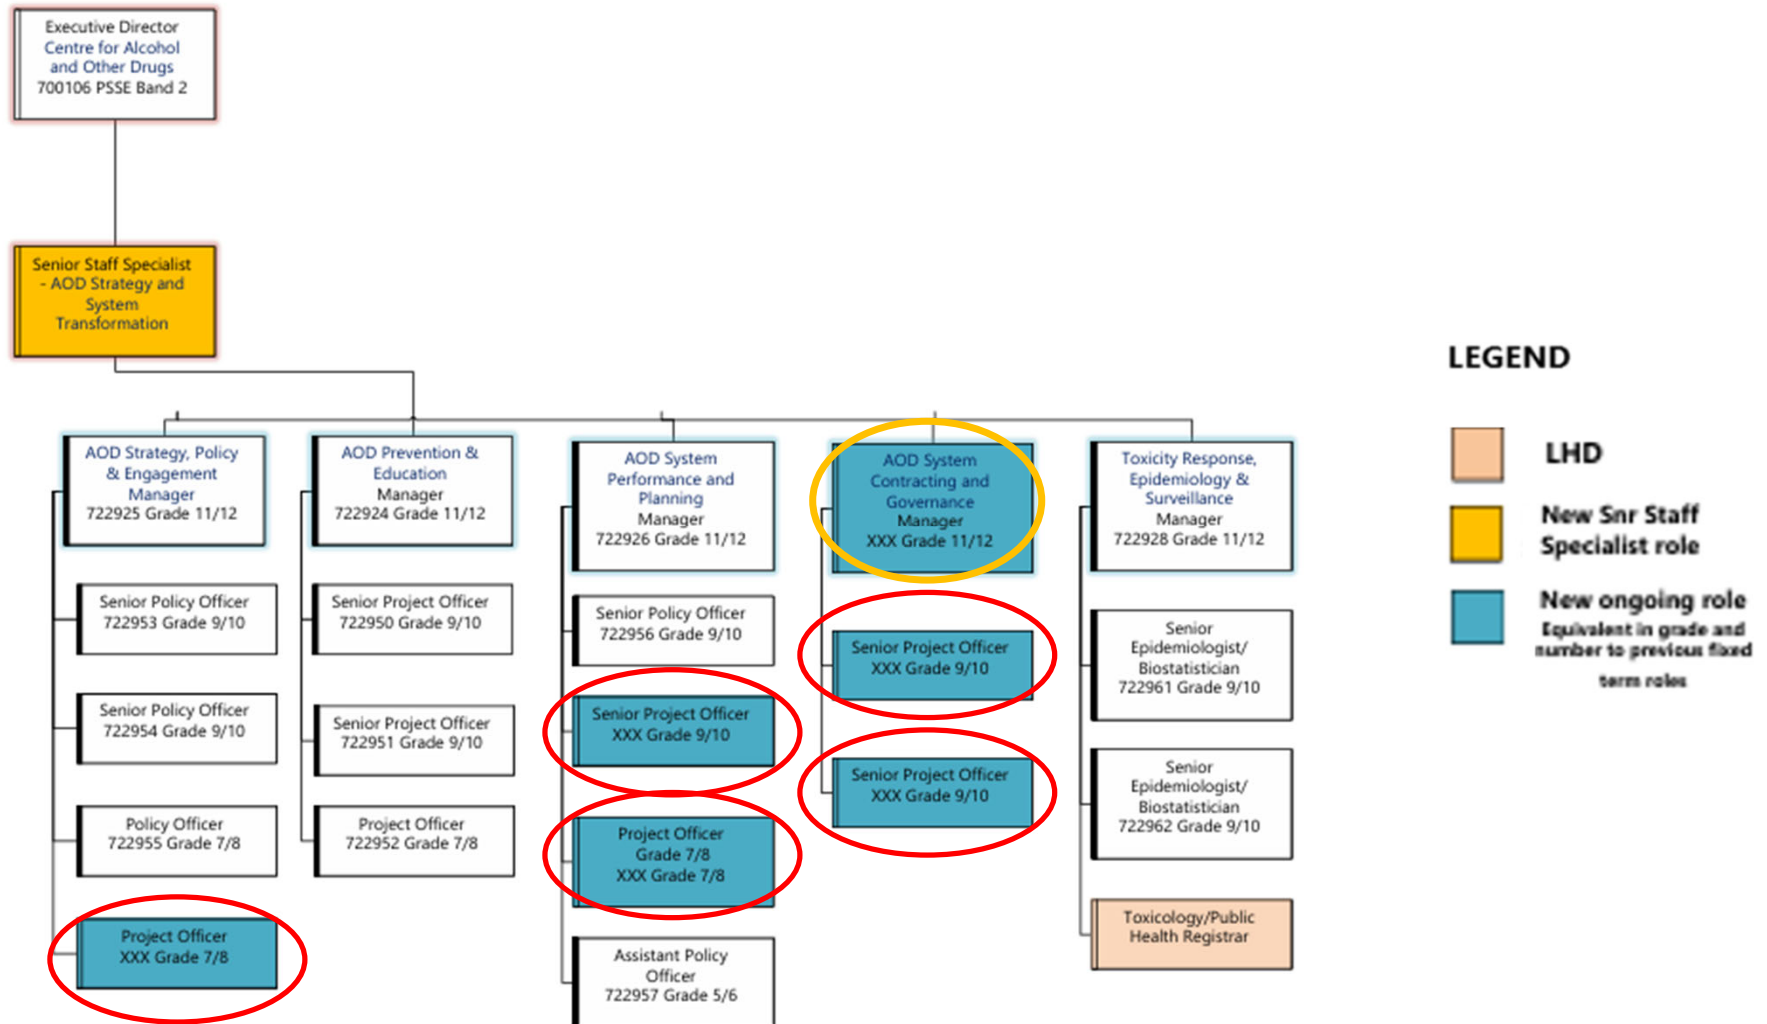 Executive Director
Centre for Alcohol
and Other Drugs
700106 PSSE Band 2
Senior Staff Specialist
- AOD Strategy and
System
Transformation
AOD Strategy, Policy
& Engagement
Manager
722925 Grade 11/12
Senior Policy Officer
722953 Grade 9/10
Senior Policy Officer
722954 Grade 9/10
Policy Officer
722955 Grade 7/8
Project Officer
XXX Grade 7/8
AOD Prevention &
Education
Manager
722924 Grade 11/12
Senior Project Officer
722950 Grade 9/10
Senior Project Officer
722951 Grade 9/10
Project Officer
722952 Grade 7/8
AOD System
Performance and
Planning
Manager
722926 Grade 11/12
Senior Policy Officer
722956 Grade 9/10
Senior Project Officer
XXX Grade 9/10
Project Officer
Grade 7/8
XXX Grade 7/8
Assistant Policy
Officer
722957 Grade 5/6
AOD System
Contracting and
Governance
Manager
XXX Grade 11/12
Senior Project Officer
XXX Grade 9/10
Senior Project Officer
XXX Grade 9/10
Toxicity Response,
Epidemiology &
Surveillance
Manager
722928 Grade 11/12
Senior
Epidemiologist/
Biostatistician
722961 Grade 9/10
Senior
Epidemiologist/
Biostatistician
722962 Grade 9/10
Toxicology/Public
Health Registrar
LEGEND
LHD
New Snr Staff
Specialist role
New ongoing role
Equivalent in grade and
number to previous fixed
term roles